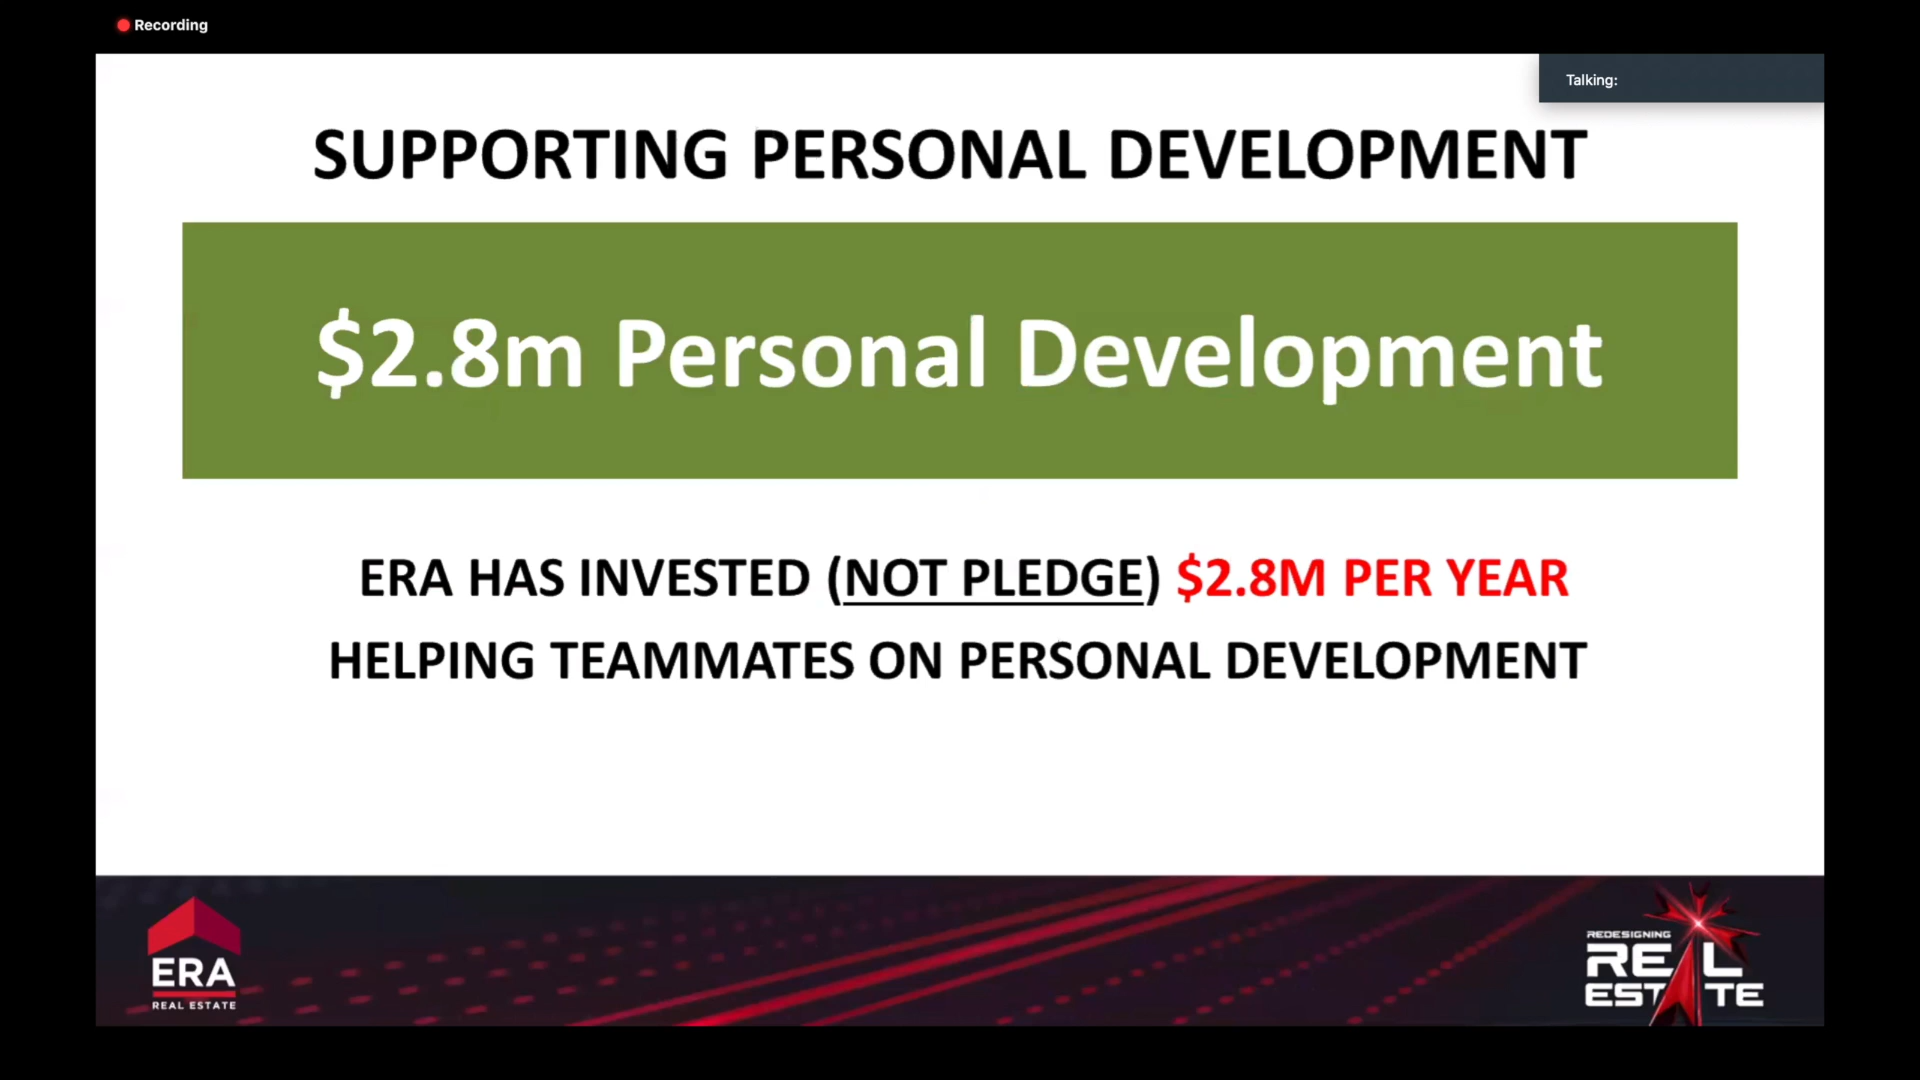 Recording
Talking:
SUPPORTING PERSONAL DEVELOPMENT
$2.8m Personal Development
ERA HAS INVESTED (NOT PLEDGE) $2.8M PER YEAR
HELPING TEAMMATES ON PERSONAL DEVELOPMENT
ERA
REAL ESTATE
REDESIGNING
REAL
ESTATE